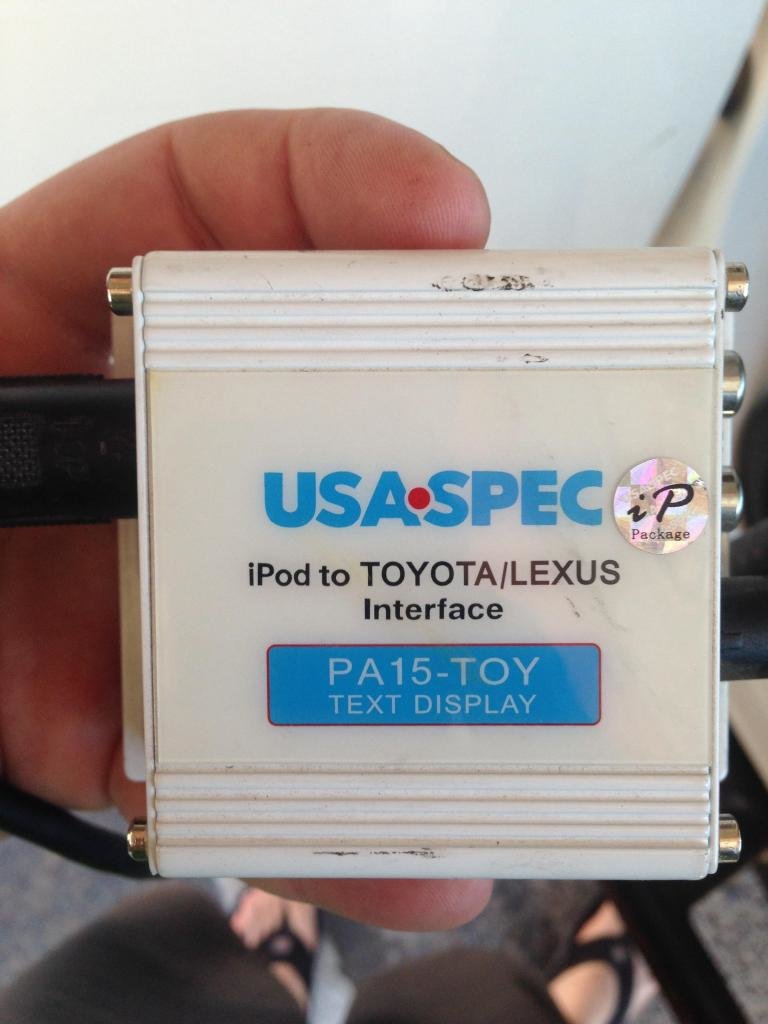 USA SPEC
iP
Package
iPod to TOYOTA/LEXUS
Interface
PA15-TOY
TEXT DISPLAY